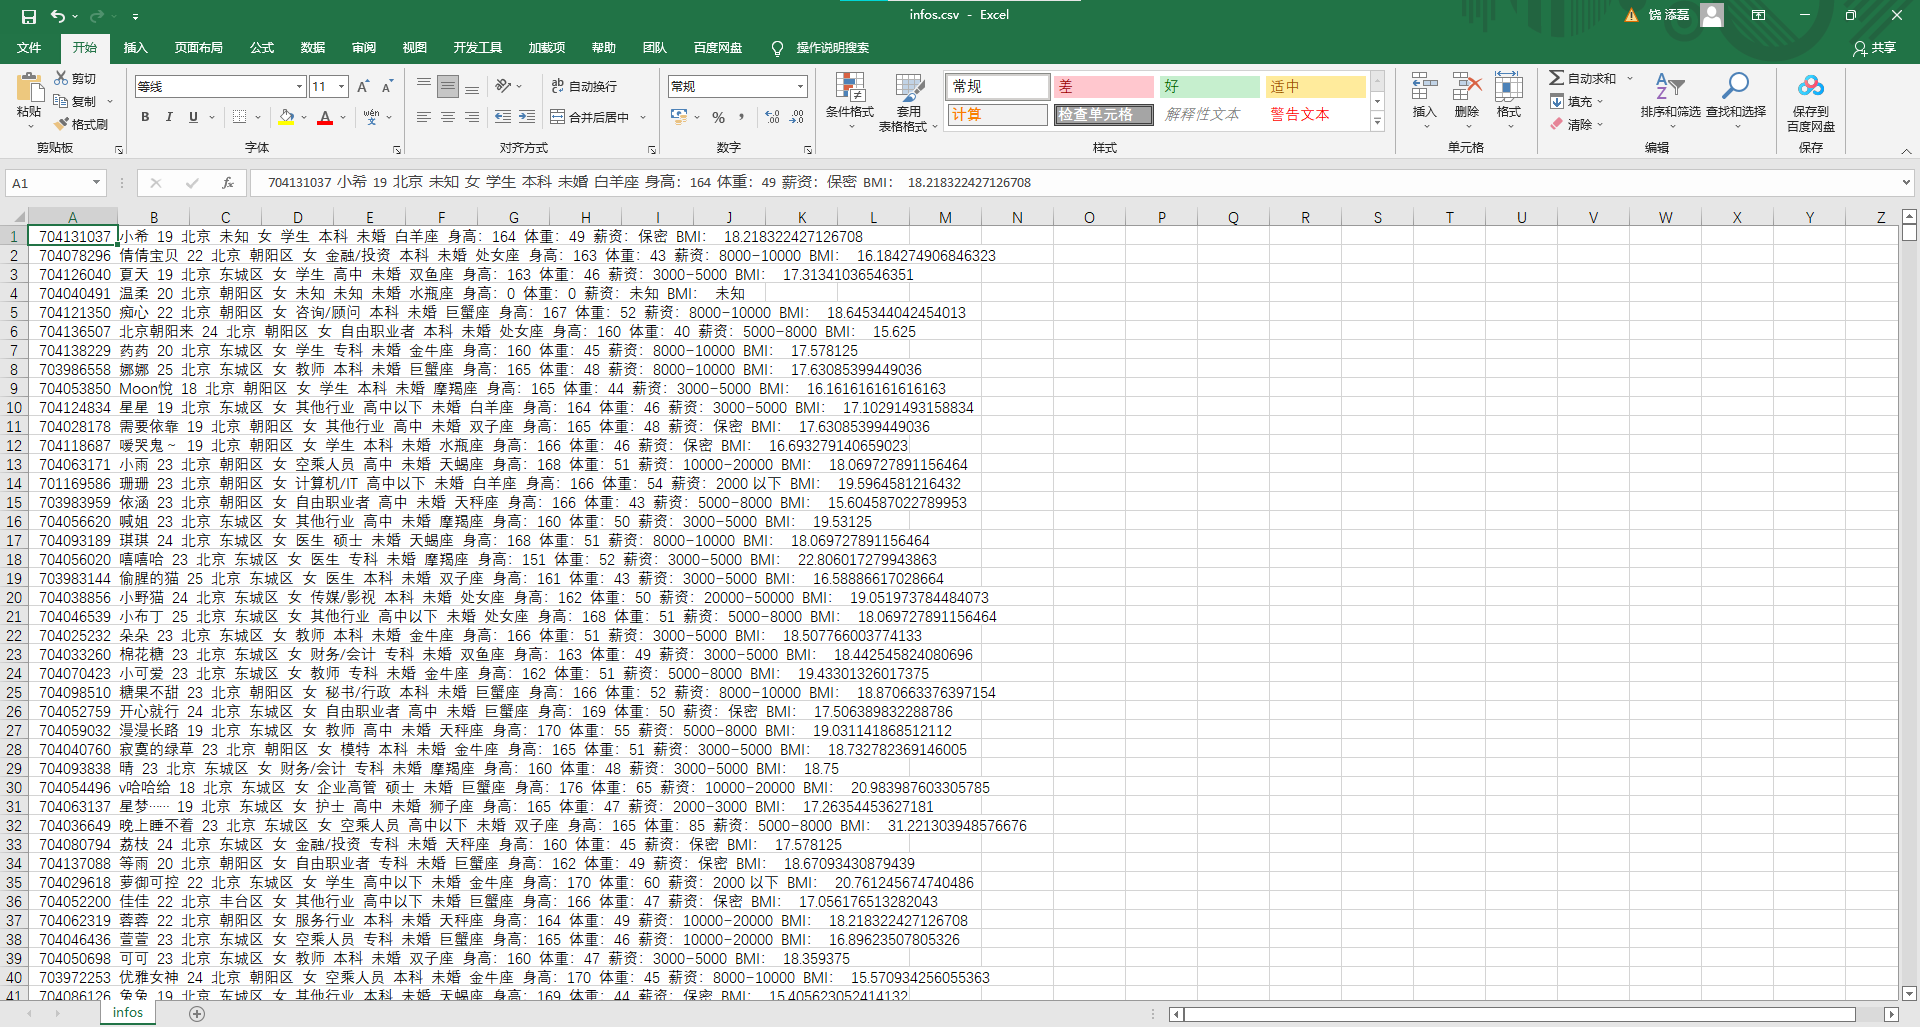 infos.csv - Excel
饶 添磊
文件 开始 插入 页面布局 公式 数据 审阅 视图 开发工具 加载项 帮助 团队 百度网盘 操作说明搜索 共享
粘贴 剪切 复制 格式刷 剪贴板
等线 11 B I U A wén 字体
自动换行 合并后居中 对齐方式
常规 % 数字
条件格式 套用 表格格式 常规 差 好 适中 计算 检查单元格 解释性文本 警告文本 样式
插入 删除 格式 单元格
自动求和 填充 清除 排序和筛选 查找和选择 编辑
保存到 百度网盘 保存
A1 fx 704131037 小希 19 北京 未知 女 学生 本科 未婚 白羊座 身高：164 体重：49 薪资：保密 BMI： 18.218322427126708
A B C D E F G H I J K L M N O P Q R S T U V W X Y Z
1 704131037 小希 19 北京 未知 女 学生 本科 未婚 白羊座 身高：164 体重：49 薪资：保密 BMI： 18.218322427126708
2 704078296 倩倩宝贝 22 北京 朝阳区 女 金融/投资 本科 未婚 处女座 身高：163 体重：43 薪资：8000-10000 BMI： 16.184274906846323
3 704126040 夏天 19 北京 东城区 女 学生 高中 未婚 双鱼座 身高：163 体重：46 薪资：3000-5000 BMI： 17.31341036546351
4 704040491 温柔 20 北京 朝阳区 女 未知 未知 未婚 水瓶座 身高：0 体重：0 薪资：未知 BMI： 未知
5 704121350 痴心 22 北京 朝阳区 女 咨询/顾问 本科 未婚 巨蟹座 身高：167 体重：52 薪资：8000-10000 BMI： 18.645344042454013
6 704136507 北京朝阳来 24 北京 朝阳区 女 自由职业者 本科 未婚 处女座 身高：160 体重：40 薪资：5000-8000 BMI： 15.625
7 704138229 药药 20 北京 东城区 女 学生 专科 未婚 金牛座 身高：160 体重：45 薪资：8000-10000 BMI： 17.578125
8 703986558 娜娜 25 北京 东城区 女 教师 本科 未婚 巨蟹座 身高：165 体重：48 薪资：8000-10000 BMI： 17.63085399449036
9 704053850 Moon悦 18 北京 朝阳区 女 学生 本科 未婚 摩羯座 身高：165 体重：44 薪资：3000-5000 BMI： 16.161616161616163
10 704124834 星星 19 北京 东城区 女 其他行业 高中以下 未婚 白羊座 身高：164 体重：46 薪资：3000-5000 BMI： 17.10291493158834
11 704028178 需要依靠 19 北京 朝阳区 女 其他行业 高中 未婚 双子座 身高：165 体重：48 薪资：保密 BMI： 17.63085399449036
12 704118687 嗳哭鬼～ 19 北京 朝阳区 女 学生 本科 未婚 水瓶座 身高：166 体重：46 薪资：保密 BMI： 16.693279140659023
13 704063171 小雨 23 北京 朝阳区 女 空乘人员 高中 未婚 天蝎座 身高：168 体重：51 薪资：10000-20000 BMI： 18.069727891156464
14 701169586 珊珊 23 北京 朝阳区 女 计算机/IT 高中以下 未婚 白羊座 身高：166 体重：54 薪资：2000以下 BMI： 19.5964581216432
15 703983959 依涵 23 北京 朝阳区 女 自由职业者 高中 未婚 天秤座 身高：166 体重：43 薪资：5000-8000 BMI： 15.604587022789953
16 704056620 喊姐 23 北京 东城区 女 其他行业 高中 未婚 摩羯座 身高：160 体重：50 薪资：3000-5000 BMI： 19.53125
17 704093189 琪琪 24 北京 东城区 女 医生 硕士 未婚 天蝎座 身高：168 体重：51 薪资：8000-10000 BMI： 18.069727891156464
18 704056020 嘻嘻哈 23 北京 东城区 女 医生 专科 未婚 摩羯座 身高：151 体重：52 薪资：3000-5000 BMI： 22.806017279943863
19 703983144 偷腥的猫 25 北京 东城区 女 医生 本科 未婚 双子座 身高：161 体重：43 薪资：3000-5000 BMI： 16.58886617028664
20 704038856 小野猫 24 北京 东城区 女 传媒/影视 本科 未婚 处女座 身高：162 体重：50 薪资：20000-50000 BMI： 19.051973784484073
21 704046539 小布丁 25 北京 东城区 女 其他行业 高中以下 未婚 处女座 身高：168 体重：51 薪资：5000-8000 BMI： 18.069727891156464
22 704025232 朵朵 23 北京 东城区 女 教师 本科 未婚 金牛座 身高：166 体重：51 薪资：3000-5000 BMI： 18.507766003774133
23 704033260 棉花糖 23 北京 东城区 女 财务/会计 专科 未婚 双鱼座 身高：163 体重：49 薪资：3000-5000 BMI： 18.442545824080696
24 704070423 小可爱 23 北京 东城区 女 教师 专科 未婚 金牛座 身高：162 体重：51 薪资：5000-8000 BMI： 19.43301326017375
25 704098510 糖果不甜 23 北京 朝阳区 女 秘书/行政 本科 未婚 巨蟹座 身高：166 体重：52 薪资：8000-10000 BMI： 18.870663376397154
26 704052759 开心就行 24 北京 东城区 女 自由职业者 高中 未婚 巨蟹座 身高：169 体重：50 薪资：保密 BMI： 17.506389832288786
27 704059032 漫漫长路 19 北京 东城区 女 教师 高中 未婚 天秤座 身高：170 体重：55 薪资：5000-8000 BMI： 19.031141868512112
28 704040760 寂寞的绿草 23 北京 朝阳区 女 模特 本科 未婚 金牛座 身高：165 体重：51 薪资：3000-5000 BMI： 18.732782369146005
29 704093838 晴 23 北京 东城区 女 财务/会计 专科 未婚 摩羯座 身高：160 体重：48 薪资：3000-5000 BMI： 18.75
30 704054496 v哈哈给 18 北京 东城区 女 企业高管 硕士 未婚 巨蟹座 身高：176 体重：65 薪资：10000-20000 BMI： 20.983987603305785
31 704063137 星梦…… 19 北京 东城区 女 护士 高中 未婚 狮子座 身高：165 体重：47 薪资：2000-3000 BMI： 17.26354453627181
32 704036649 晚上睡不着 23 北京 东城区 女 空乘人员 高中以下 未婚 双子座 身高：165 体重：85 薪资：5000-8000 BMI： 31.221303948576676
33 704080794 荔枝 24 北京 东城区 女 金融/投资 专科 未婚 天秤座 身高：160 体重：45 薪资：保密 BMI： 17.578125
34 704137088 等雨 20 北京 朝阳区 女 自由职业者 专科 未婚 巨蟹座 身高：162 体重：49 薪资：保密 BMI： 18.67093430879439
35 704029618 萝御可控 22 北京 东城区 女 学生 高中以下 未婚 金牛座 身高：170 体重：60 薪资：2000以下 BMI： 20.761245674740486
36 704052200 佳佳 22 北京 丰台区 女 其他行业 高中以下 未婚 巨蟹座 身高：166 体重：47 薪资：保密 BMI： 17.056176513282043
37 704062319 蓉蓉 22 北京 朝阳区 女 服务行业 本科 未婚 天秤座 身高：164 体重：49 薪资：10000-20000 BMI： 18.218322427126708
38 704046436 萱萱 23 北京 东城区 女 空乘人员 专科 未婚 巨蟹座 身高：165 体重：46 薪资：10000-20000 BMI： 16.89623507805326
39 704050698 可可 23 北京 东城区 女 教师 本科 未婚 双子座 身高：160 体重：47 薪资：3000-5000 BMI： 18.359375
40 703972253 优雅女神 24 北京 朝阳区 女 空乘人员 本科 未婚 金牛座 身高：170 体重：45 薪资：8000-10000 BMI： 15.570934256055363
41 704086126 兔兔 19 北京 东城区 女 其他行业 本科 未婚 天蝎座 身高：169 体重：44 薪资：保密 BMI： 15.405623052414132
infos